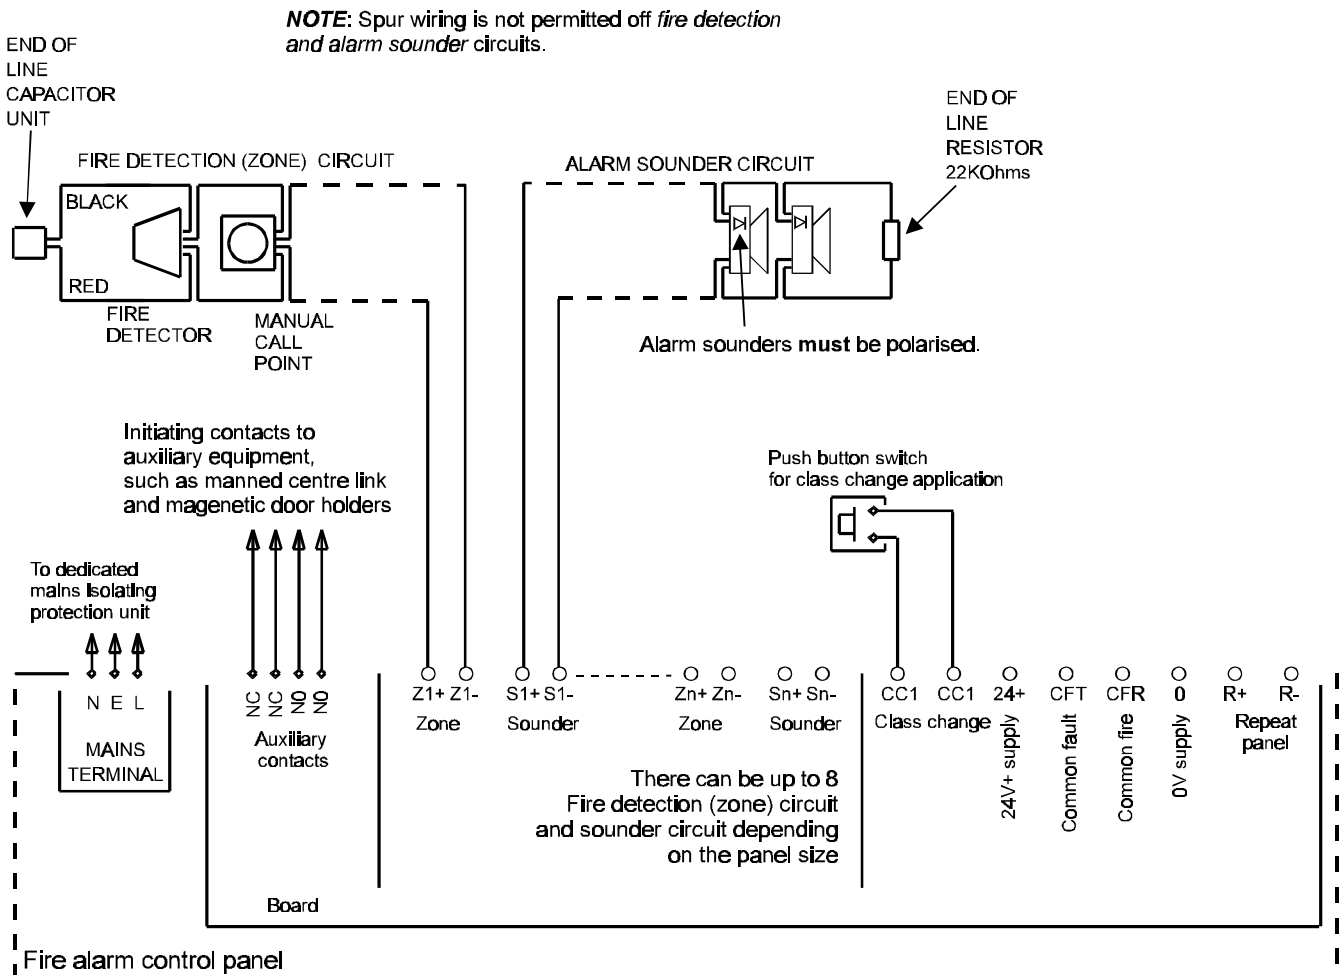 NOTE: Spur wiring is not permitted off fire detection
and alarm sounder circuits.
END OF
LINE
CAPACITOR
UNIT
FIRE DETECTION (ZONE) CIRCUIT
BLACK
RED
FIRE
DETECTOR
MANUAL
CALL
POINT
ALARM SOUNDER CIRCUIT
END OF
LINE
RESISTOR
22KOhms
Alarm sounders must be polarised.
Initiating contacts to
auxiliary equipment,
such as manned centre link
and magenetic door holders
Push button switch
for class change application
To dedicated
mains isolating
protection unit
N E L
MAINS
TERMINAL
NC NC NO NO
Auxiliary
contacts
Z1+ Z1-
Zone
S1+ S1-
Sounder
Zn+ Zn-
Zone
Sn+ Sn-
Sounder
CC1 CC1
Class change
24+
24V+ supply
CFT
Common fault
CFR
Common fire
0
0V supply
R+ R-
Repeat
panel
There can be up to 8
Fire detection (zone) circuit
and sounder circuit depending
on the panel size
Board
Fire alarm control panel